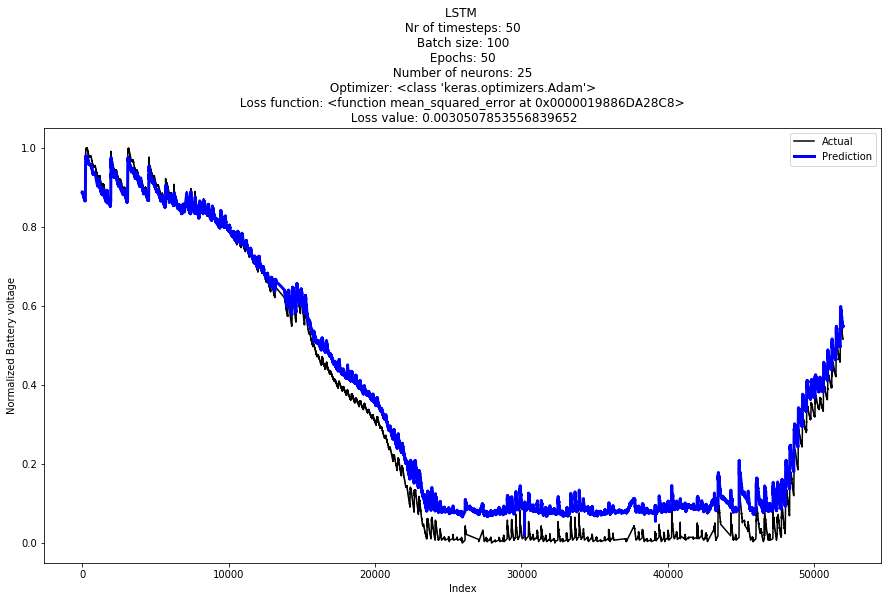 LSTM
Nr of timesteps: 50
Batch size: 100
Epochs: 50
Number of neurons: 25
Optimizer: <class 'keras.optimizers.Adam'>
Loss function: <function mean_squared_error at 0x0000019886DA28C8>
Loss value: 0.0030507853556839652
Actual
Prediction
1.0
0.8
0.6
0.4
0.2
0.0
Normalized Battery voltage
0
10000
20000
30000
40000
50000
Index